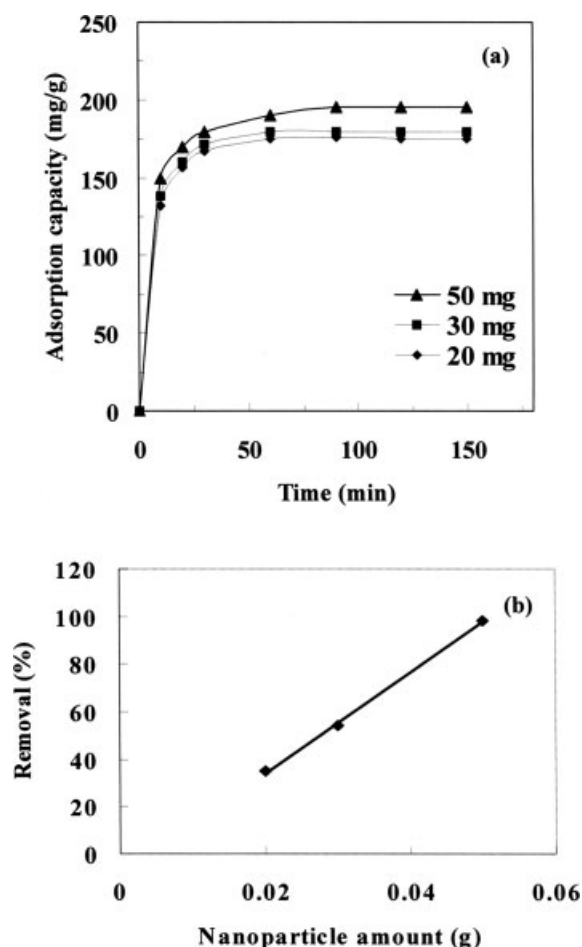 250
(a)
200
150
100
50
0
Adsorption capacity (mg/g)
50 mg
30 mg
20 mg
0 50 100 150
Time (min)
120
(b)
100
80
60
40
20
0
Removal (%)
0 0.02 0.04 0.06
Nanoparticle amount (g)